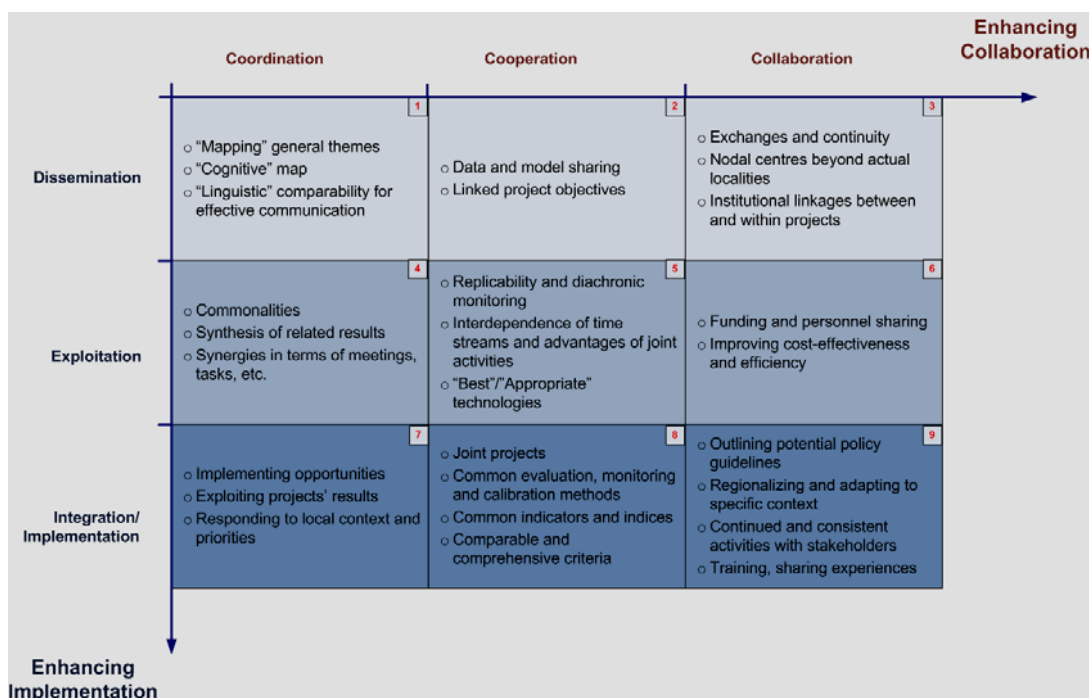 Enhancing
Collaboration
Coordination
Cooperation
Collaboration
Dissemination
1
o “Mapping” general themes
o “Cognitive” map
o “Linguistic” comparability for
effective communication
2
o Data and model sharing
o Linked project objectives
3
o Exchanges and continuity
o Nodal centres beyond actual
localities
o Institutional linkages between
and within projects
Exploitation
4
o Commonalities
o Synthesis of related results
o Synergies in terms of meetings,
tasks, etc.
5
o Replicability and diachronic
monitoring
o Interdependence of time
streams and advantages of joint
activities
o “Best”/”Appropriate”
technologies
6
o Funding and personnel sharing
o Improving cost-effectiveness
and efficiency
Integration/
Implementation
7
o Implementing opportunities
o Exploiting projects’ results
o Responding to local context and
priorities
8
o Joint projects
o Common evaluation, monitoring
and calibration methods
o Common indicators and indices
o Comparable and
comprehensive criteria
9
o Outlining potential policy
guidelines
o Regionalizing and adapting to
specific context
o Continued and consistent
activities with stakeholders
o Training, sharing experiences
Enhancing
Implementation